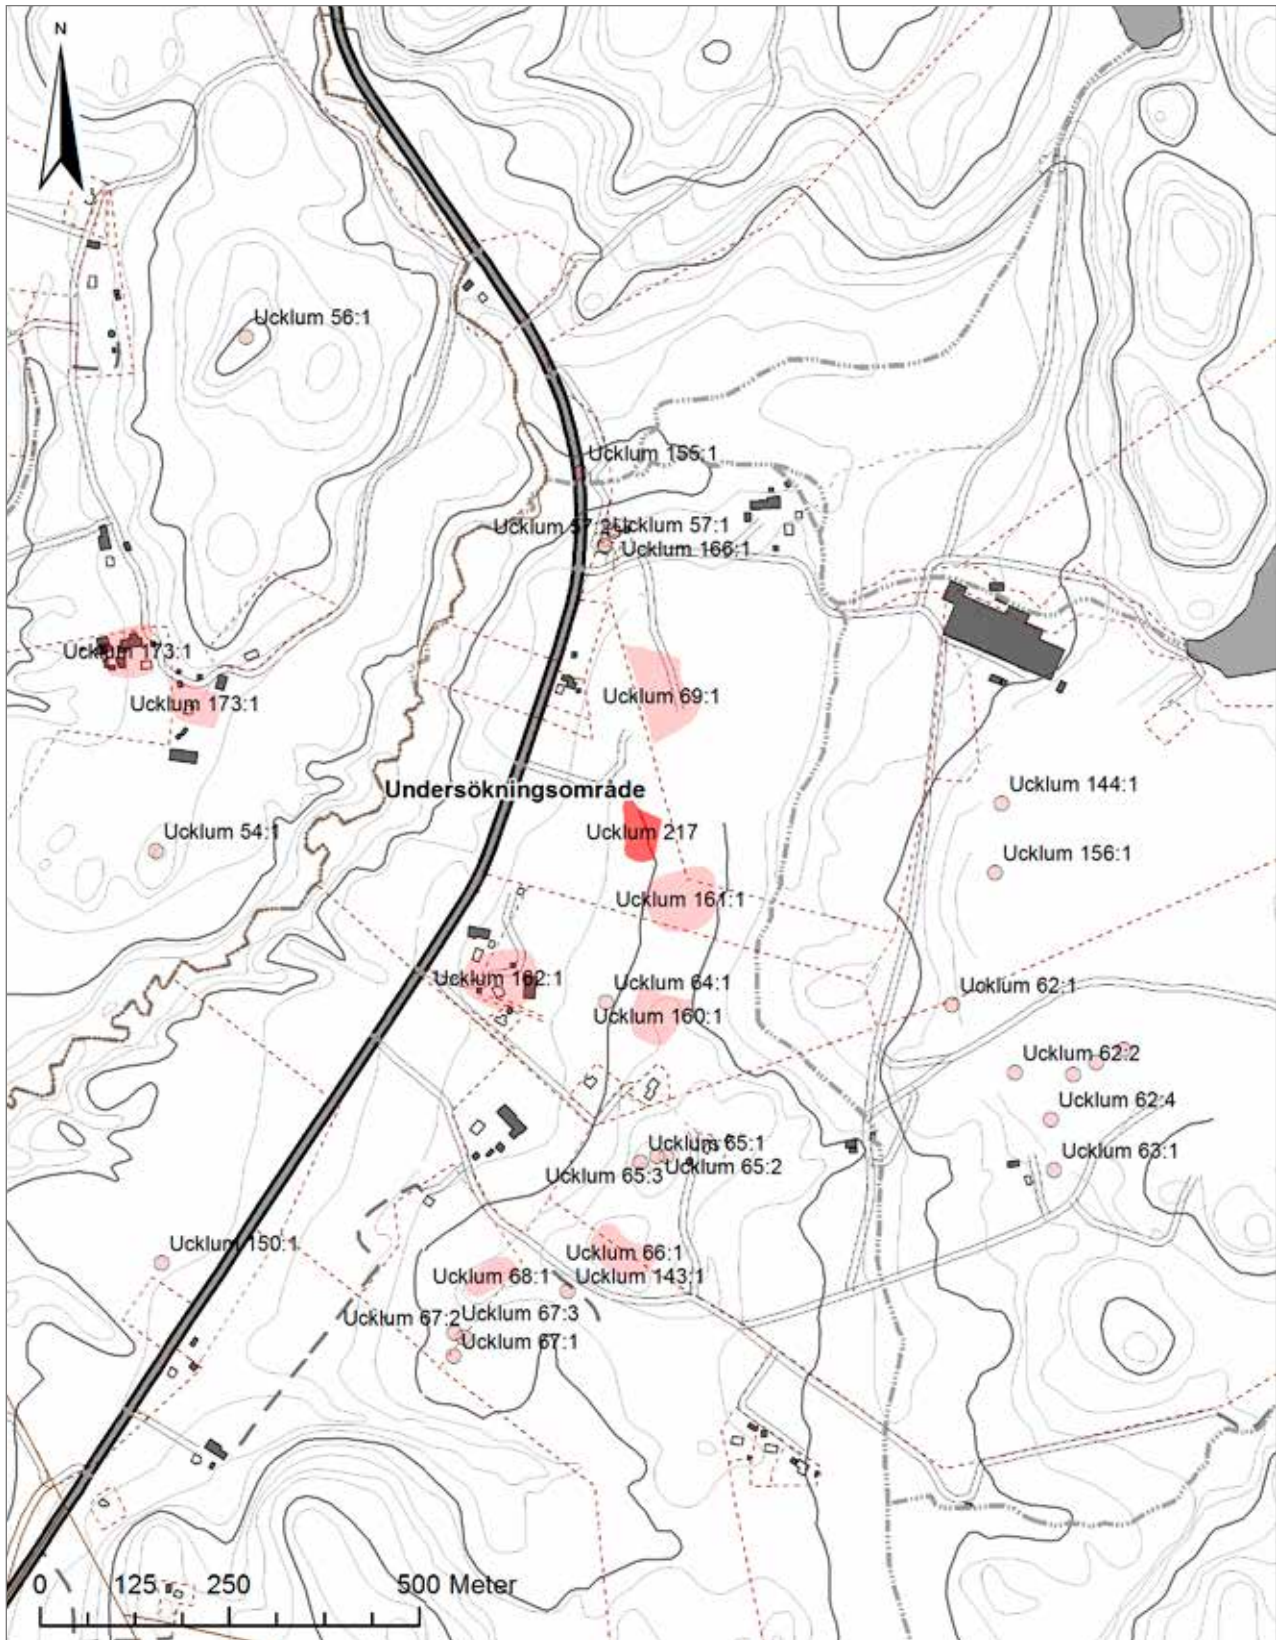 N
Ucklum 56:1
Ucklum 155:1
Ucklum 57:2
Ucklum 57:1
Ucklum 166:1
Ucklum 173:1
Ucklum 69:1
Ucklum 173:1
Undersökningsområde
Ucklum 144:1
Ucklum 54:1
Ucklum 217
Ucklum 156:1
Ucklum 161:1
Ucklum 162:1
Ucklum 64:1
Ucklum 62:1
Ucklum 160:1
Ucklum 62:2
Ucklum 62:4
Ucklum 65:1
Ucklum 63:1
Ucklum 65:2
Ucklum 65:3
Ucklum 150:1
Ucklum 66:1
Ucklum 68:1
Ucklum 143:1
Ucklum 67:3
Ucklum 67:2
Ucklum 67:1
0 125 250 500 Meter